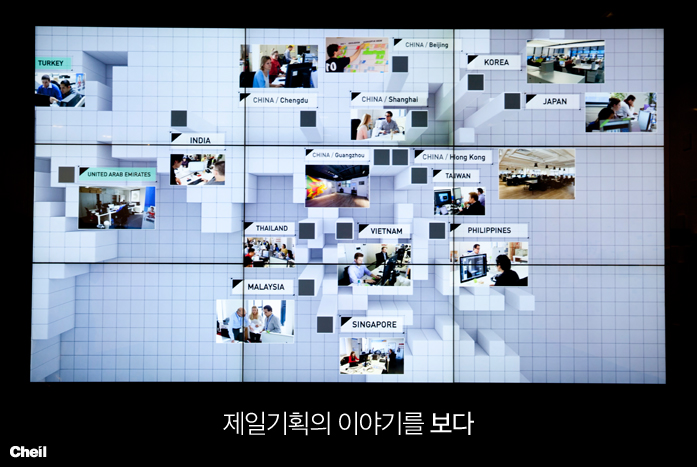 CHINA / Beijing
TURKEY
KOREA
CHINA / Chengdu
CHINA / Shanghai
JAPAN
INDIA
CHINA / Guangzhou
CHINA / Hong Kong
UNITED ARAB EMIRATES
TAIWAN
THAILAND
VIETNAM
PHILIPPINES
MALAYSIA
SINGAPORE
제일기획의 이야기를 보다
Cheil